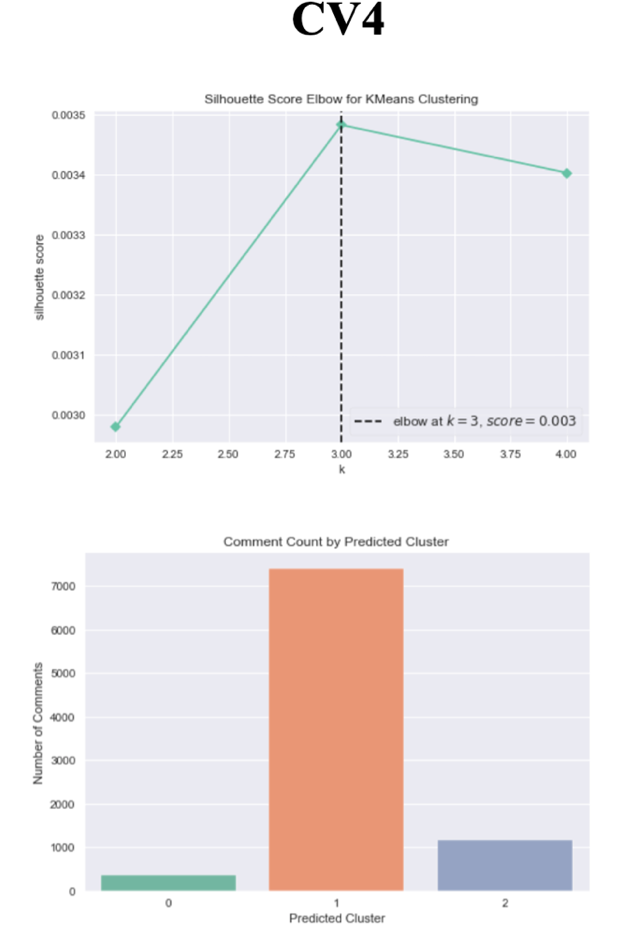 CV4
Silhouette Score Elbow for KMeans Clustering
silhouette score
0.0035
0.0034
0.0033
0.0032
0.0031
0.0030
elbow at k = 3, score = 0.003
2.00 2.25 2.50 2.75 3.00 3.25 3.50 3.75 4.00
k
Comment Count by Predicted Cluster
Number of Comments
7000
6000
5000
4000
3000
2000
1000
0
0 1 2
Predicted Cluster